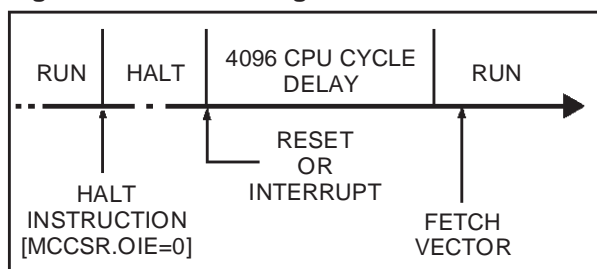 RUN
HALT
4096 CPU CYCLE
DELAY
RUN
HALT
INSTRUCTION
[MCCSR.OIE=0]
RESET
OR
INTERRUPT
FETCH
VECTOR